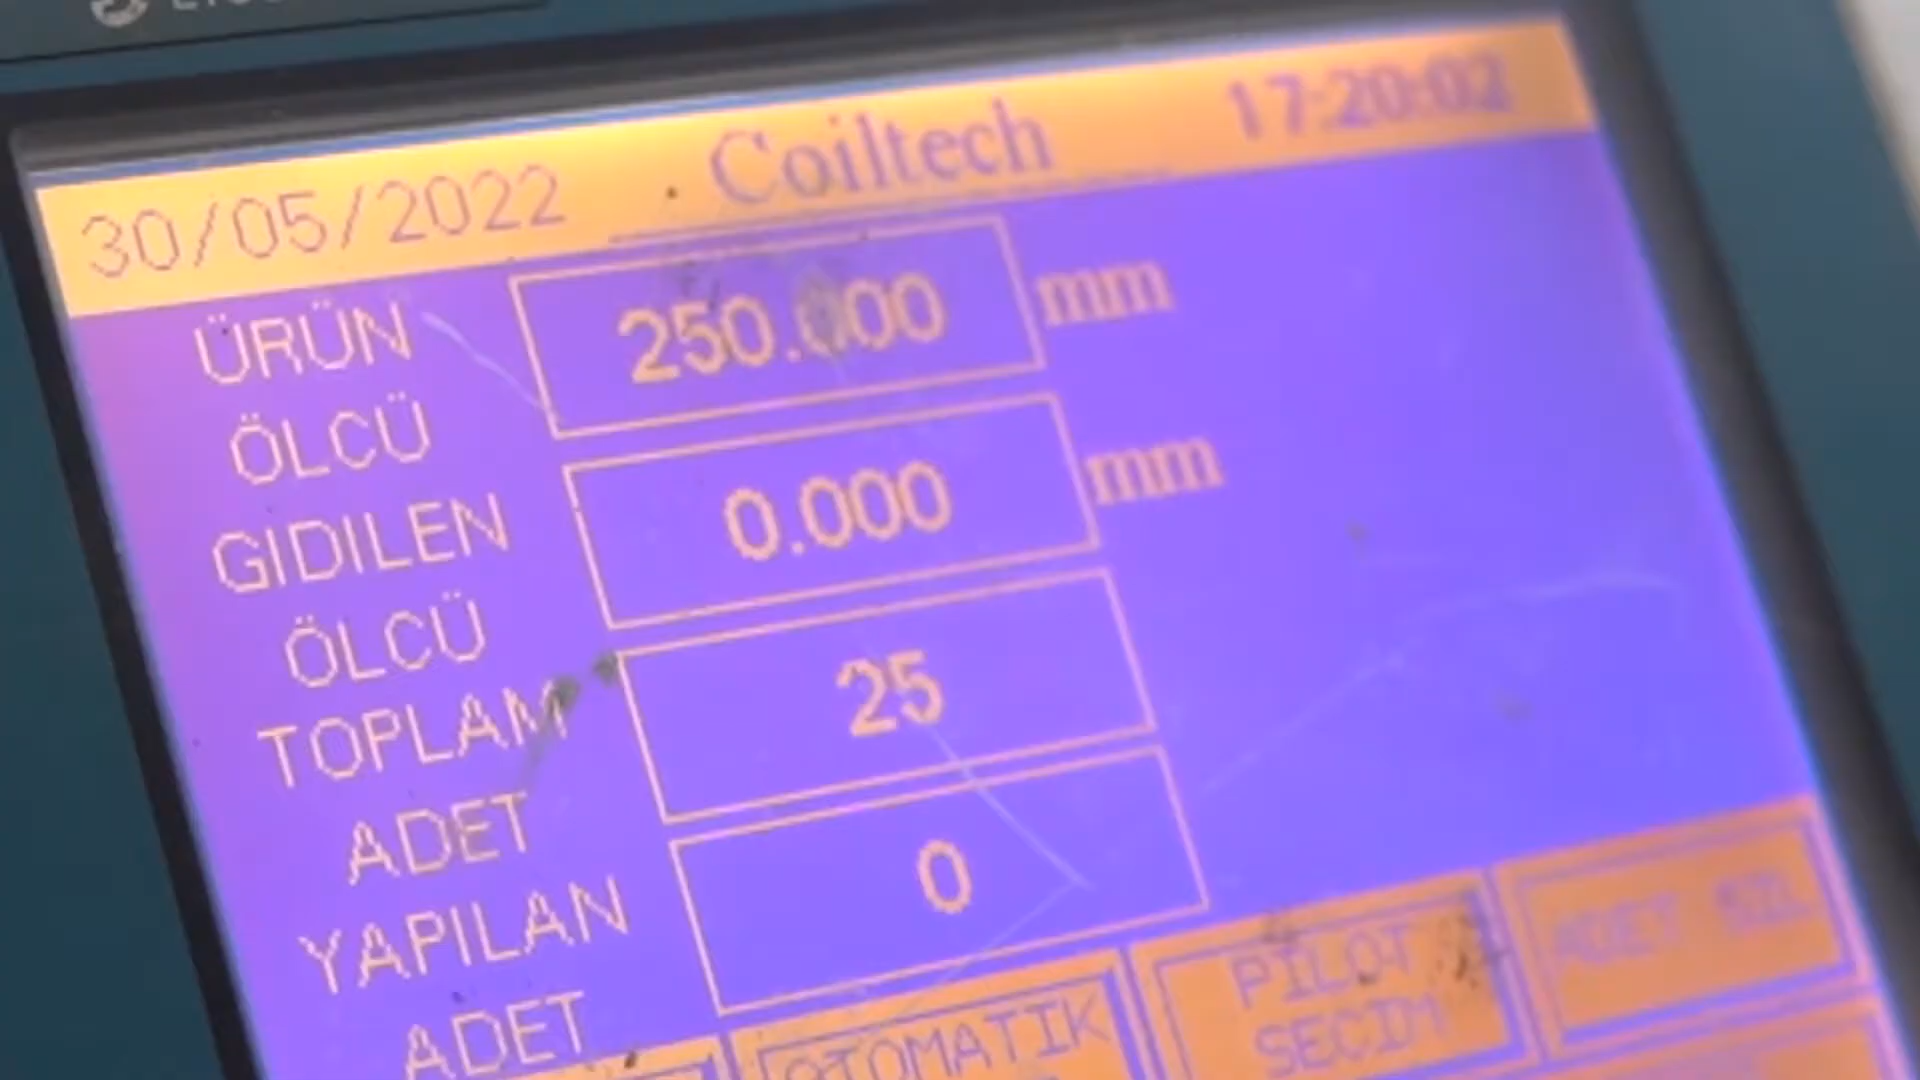 30/05/2022 Coiltech 17:20:02
ÜRÜN 250.000 mm
ÖLCÜ
GIDILEN 0.000 mm
ÖLCÜ
TOPLAM 25
ADET
YAPILAN 0
ADET
OTOMATIK
PILOT
SECIM
ADET